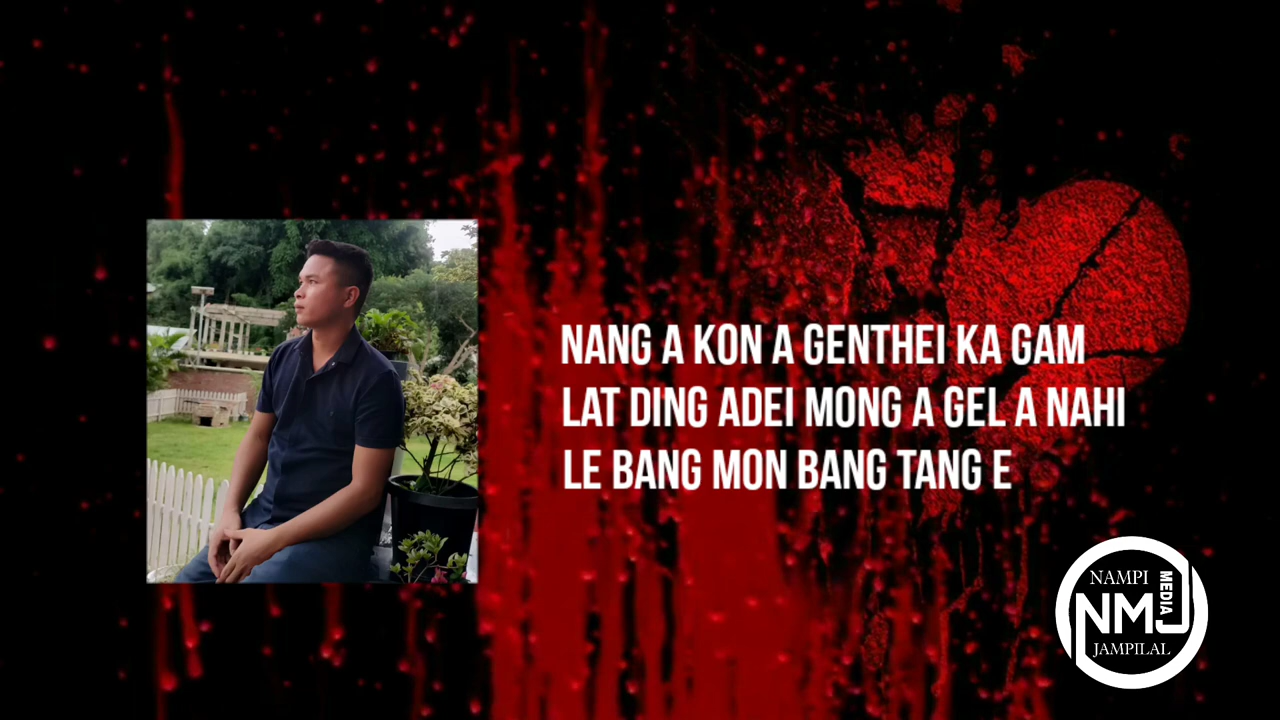 NANG A KON A GENTHEI KA GAM
LAT DING ADEI MONG A GEL A NAHI
LE BANG MON BANG TANG E
NAMPI
MEDIA
NMJ
JAMPILAL